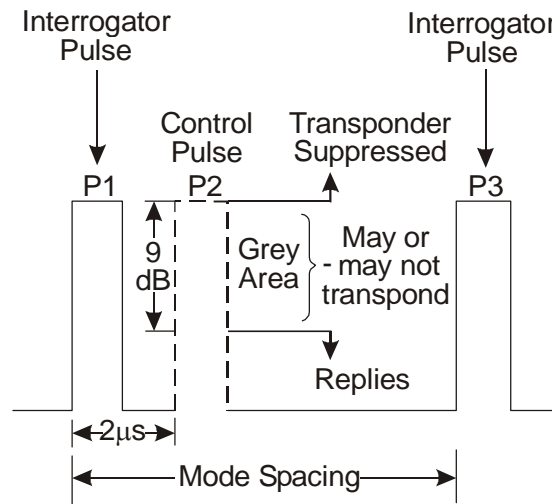 Interrogator
Pulse
Interrogator
Pulse
Control
Pulse
Transponder
Suppressed
P1
P2
P3
9
dB
Grey
Area
May or
- may not
transpond
Replies
2μs
Mode Spacing